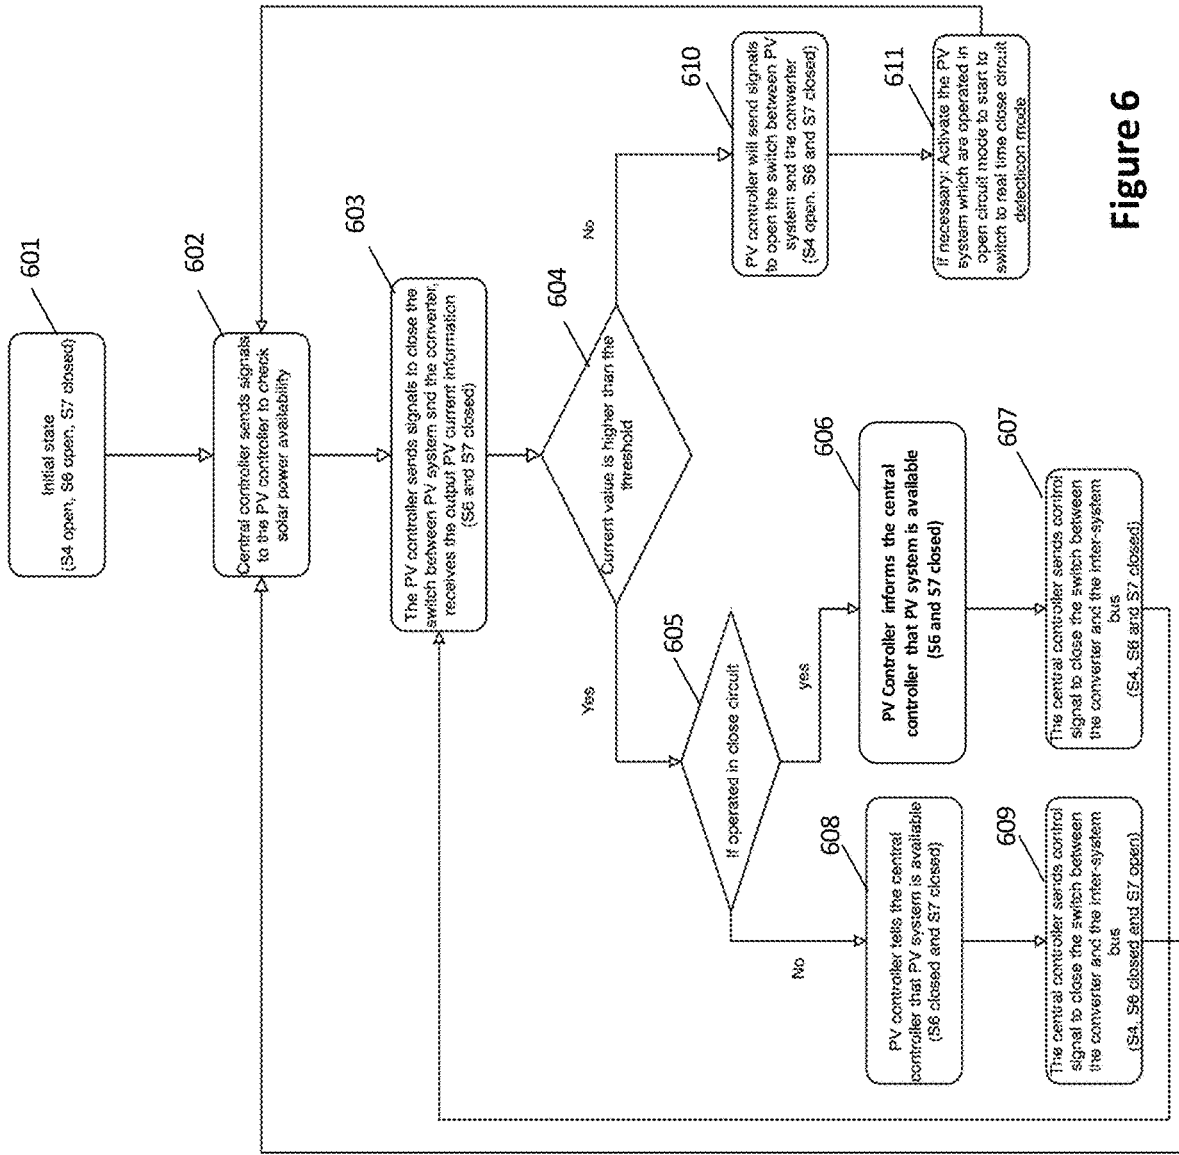 601
Initial state
(S4 open, S6 open, S7 closed)
602
Central controller sends signals
to the PV controller to check
solar power availability
603
The PV controller sends signals to close the
switch between PV system and the converter,
receives the output PV current information
(S6 and S7 closed)
604
Current value is higher than the
threshold
Yes
No
605
If operated in close circuit
yes
No
606
PV Controller informs the central
controller that PV system is available
(S6 and S7 closed)
607
The central controller sends control
signal to close the switch between
the converter and the inter-system
bus
(S4, S6 and S7 closed)
608
PV controller tells the central
controller that PV system is available
(S6 closed and S7 closed)
609
The central controller sends control
signal to close the switch between
the converter and the inter-system
bus
(S4, S6 closed and S7 open)
610
PV controller will send signals
to open the switch between PV
system and the converter
(S4 open, S6 and S7 closed)
611
If necessary: Activate the PV
system which are operated in
open circuit mode to start to
switch to real time close circuit
detecticon mode
Figure 6